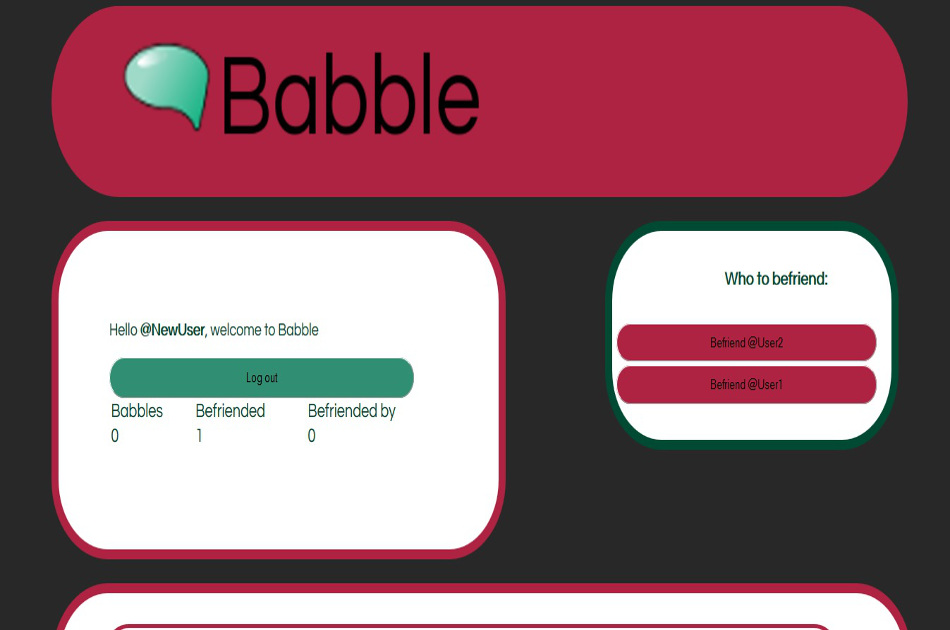 Babble
Hello @NewUser, welcome to Babble
Log out
Babbles Befriended Befriended by
0 1 0
Who to befriend:
Befriend @User2
Befriend @User1